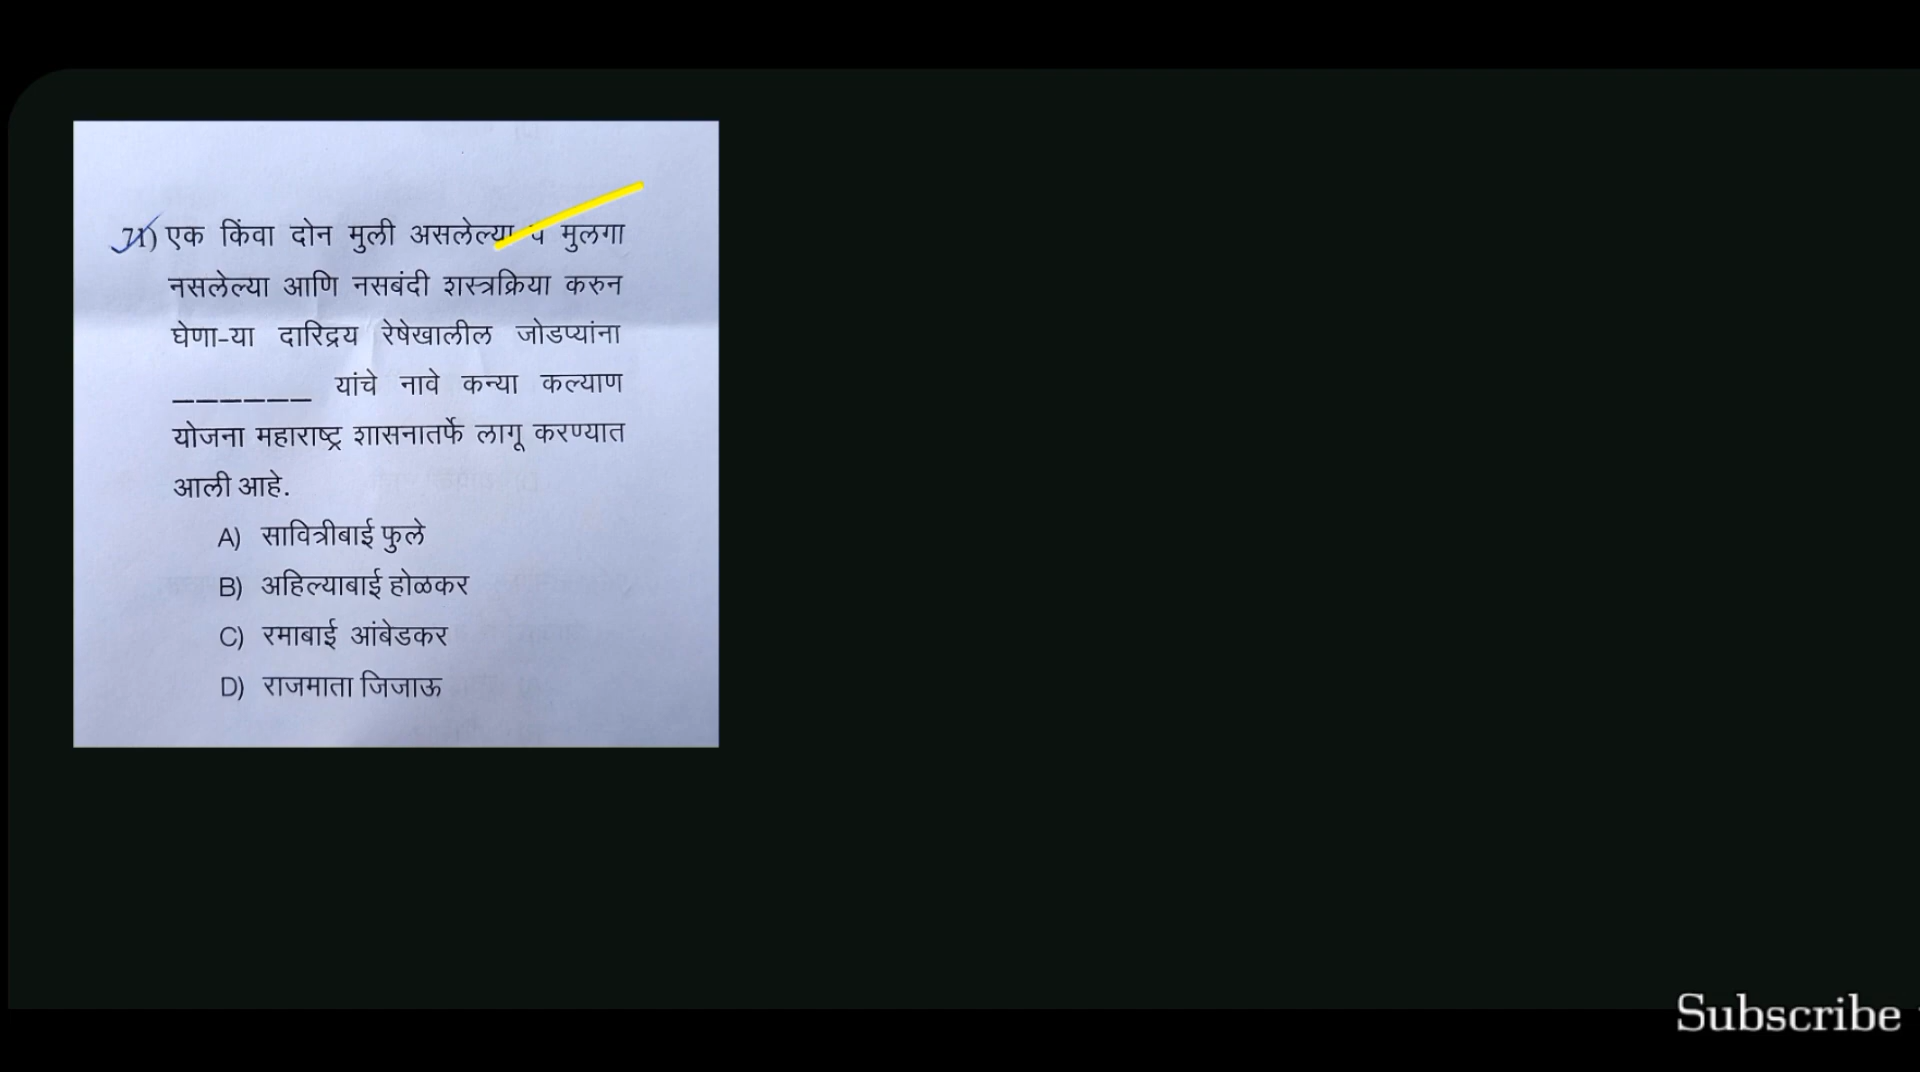 71) एक किंवा दोन मुली असलेल्या व मुलगा
नसलेल्या आणि नसबंदी शस्त्रक्रिया करुन
घेणा-या दारिद्रय रेषेखालील जोडप्यांना
______ यांचे नावे कन्या कल्याण
योजना महाराष्ट्र शासनातर्फे लागू करण्यात
आली आहे.
A) सावित्रीबाई फुले
B) अहिल्याबाई होळकर
C) रमाबाई आंबेडकर
D) राजमाता जिजाऊ
Subscribe